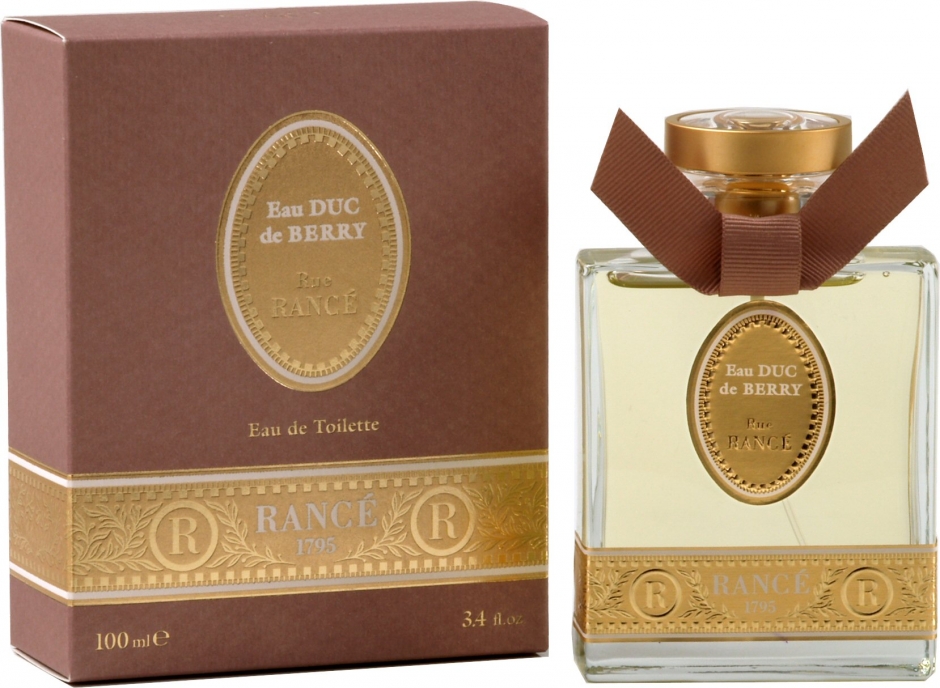 Eau DUC
de BERRY
Rue
RANCÉ
Eau de Toilette
R RANCÉ R
1795
100 ml e
3.4 fl.oz.
Eau DUC
de BERRY
Rue
RANCÉ
R RANCÉ R
1795